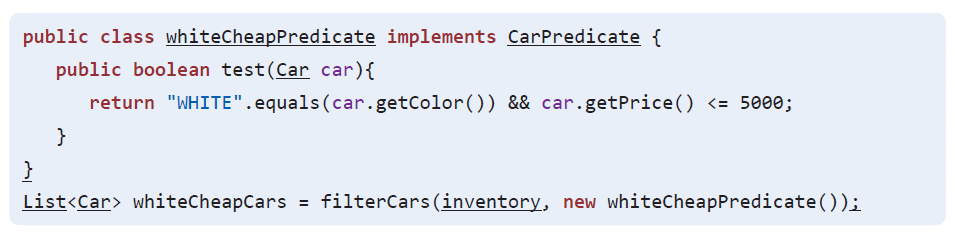 public class whiteCheapPredicate implements CarPredicate {
   public boolean test(Car car){
      return "WHITE".equals(car.getColor()) && car.getPrice() <= 5000;
   }
}
List<Car> whiteCheapCars = filterCars(inventory, new whiteCheapPredicate());